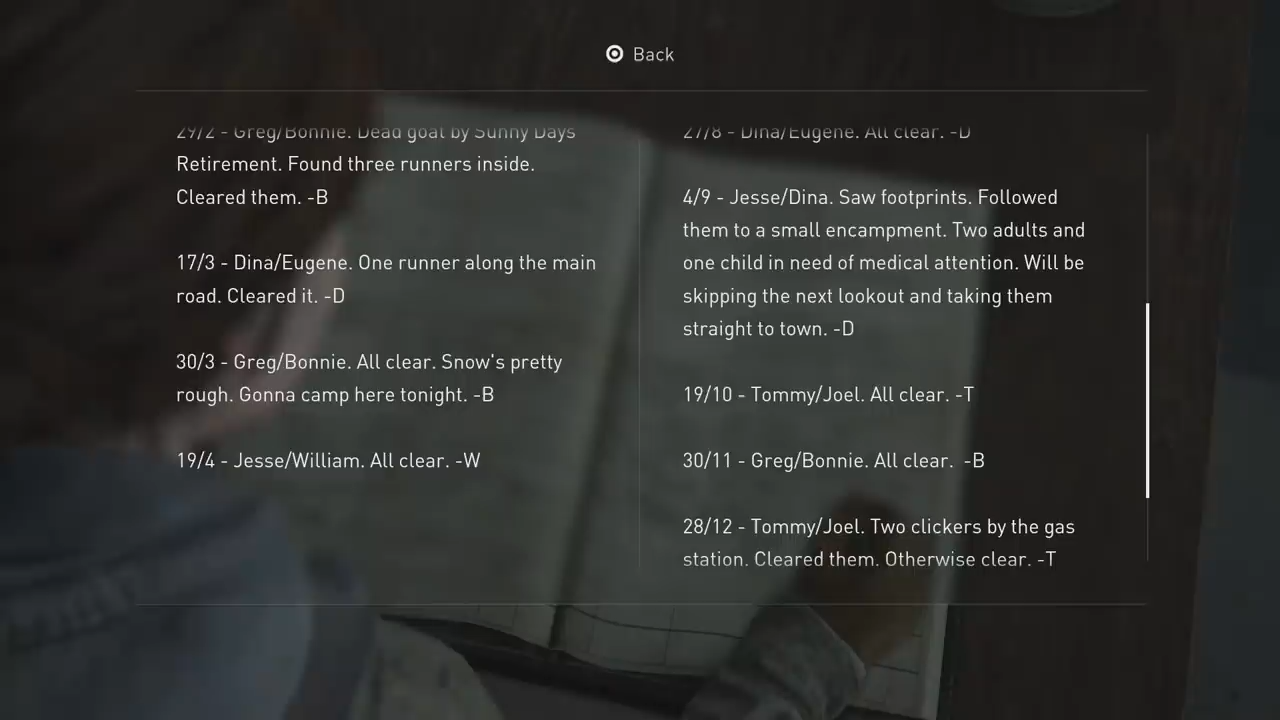 Back
29/2 - Greg/Bonnie. Dead goat by Sunny Days
Retirement. Found three runners inside.
Cleared them. -B
17/3 - Dina/Eugene. One runner along the main
road. Cleared it. -D
30/3 - Greg/Bonnie. All clear. Snow's pretty
rough. Gonna camp here tonight. -B
19/4 - Jesse/William. All clear. -W
27/8 - Dina/Eugene. All clear. -D
4/9 - Jesse/Dina. Saw footprints. Followed
them to a small encampment. Two adults and
one child in need of medical attention. Will be
skipping the next lookout and taking them
straight to town. -D
19/10 - Tommy/Joel. All clear. -T
30/11 - Greg/Bonnie. All clear.  -B
28/12 - Tommy/Joel. Two clickers by the gas
station. Cleared them. Otherwise clear. -T